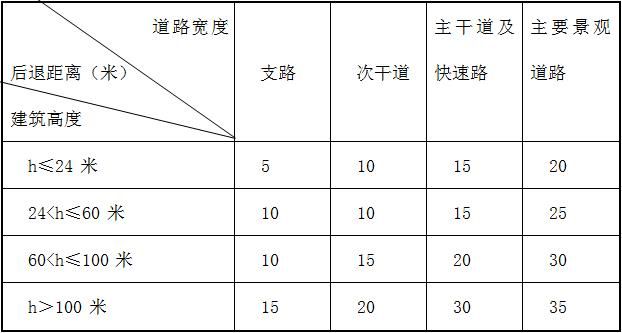 道路宽度
后退距离（米）
建筑高度
支路
次干道
主干道及
快速路
主要景观
道路
h≤24 米 5 10 15 20
24<h≤60 米 10 10 15 25
60<h≤100 米 10 15 20 30
h＞100 米 15 20 30 35